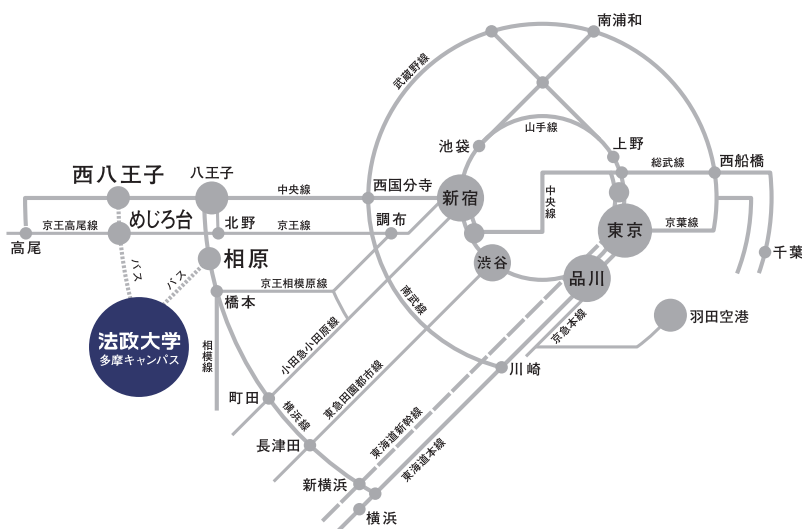 南浦和
武蔵野線
山手線
池袋
上野
総武線
西船橋
西八王子
八王子
中央線
西国分寺
新宿
中央線
めじろ台
京王高尾線
北野
京王線
調布
東京
京葉線
高尾
千葉
バス
バス
相原
渋谷
品川
京王相模原線
橋本
南武線
羽田空港
法政大学
多摩キャンパス
相模線
小田急小田原線
京急本線
川崎
東急田園都市線
町田
横浜線
東海道新幹線
東海道本線
長津田
新横浜
横浜